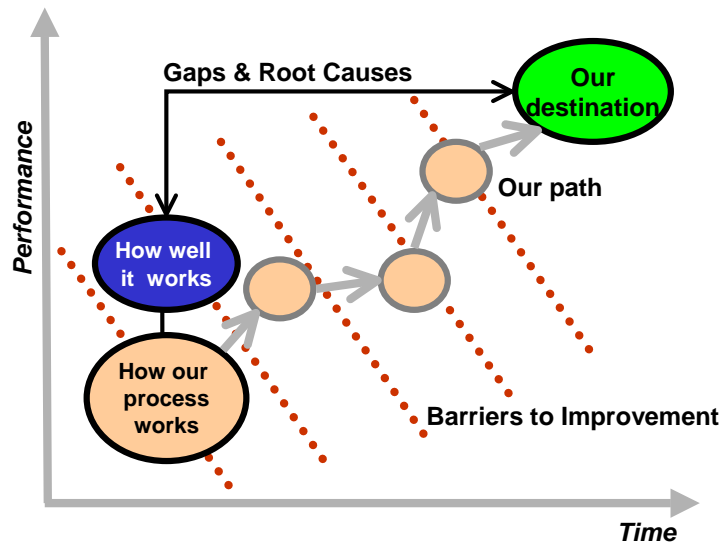 Gaps & Root Causes
Our
destination
Performance
Our path
How well
it works
How our
process
works
Barriers to Improvement
Time